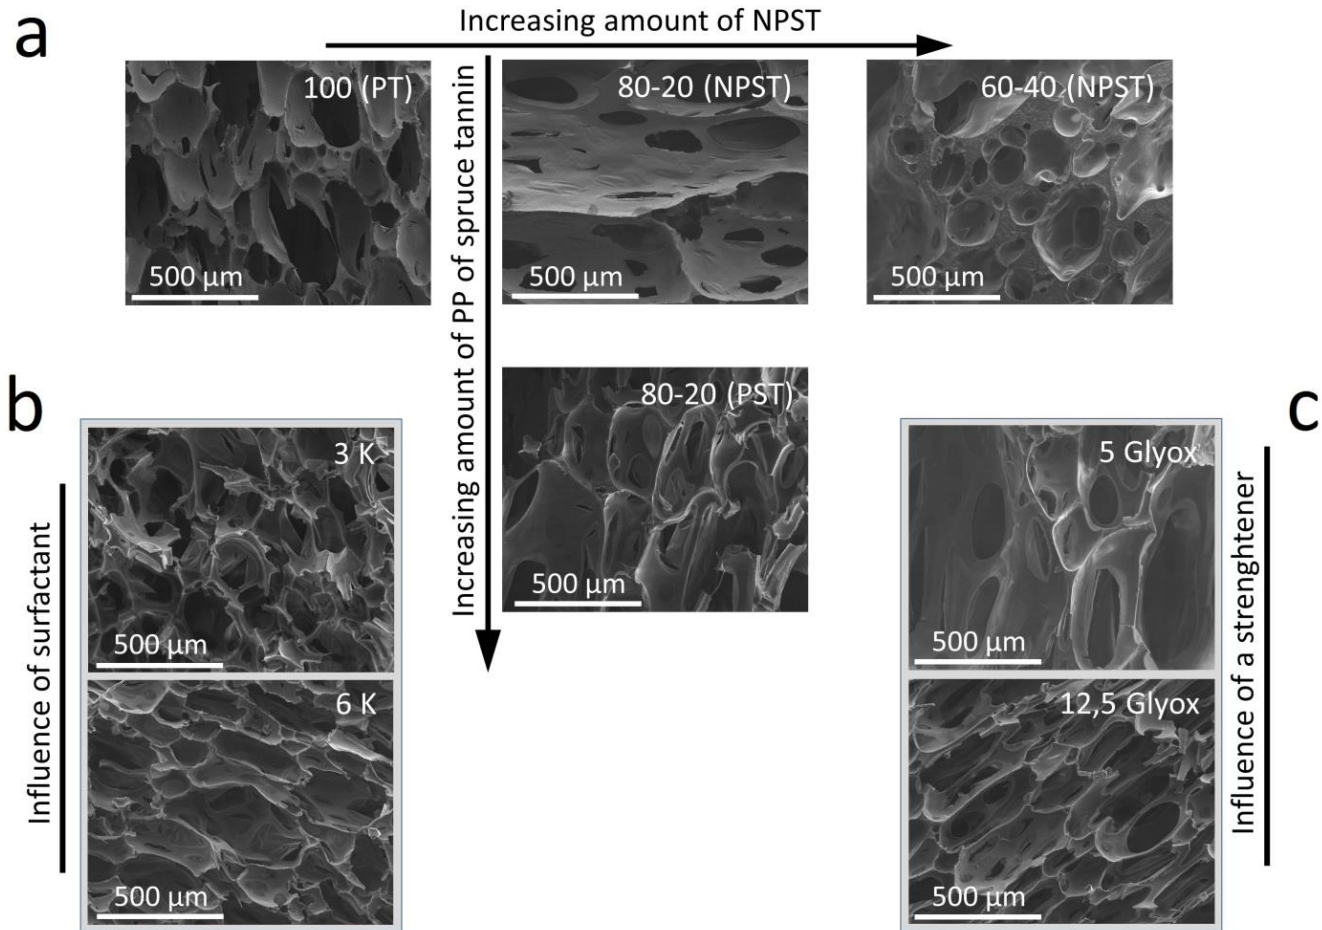 a
Increasing amount of NPST
100 (PT)
500 µm
Increasing amount of PP of spruce tannin
80-20 (NPST)
500 µm
60-40 (NPST)
500 µm
80-20 (PST)
500 µm
b
Influence of surfactant
3 K
500 µm
6 K
500 µm
c
Influence of a strenghtener
5 Glyox
500 µm
12,5 Glyox
500 µm